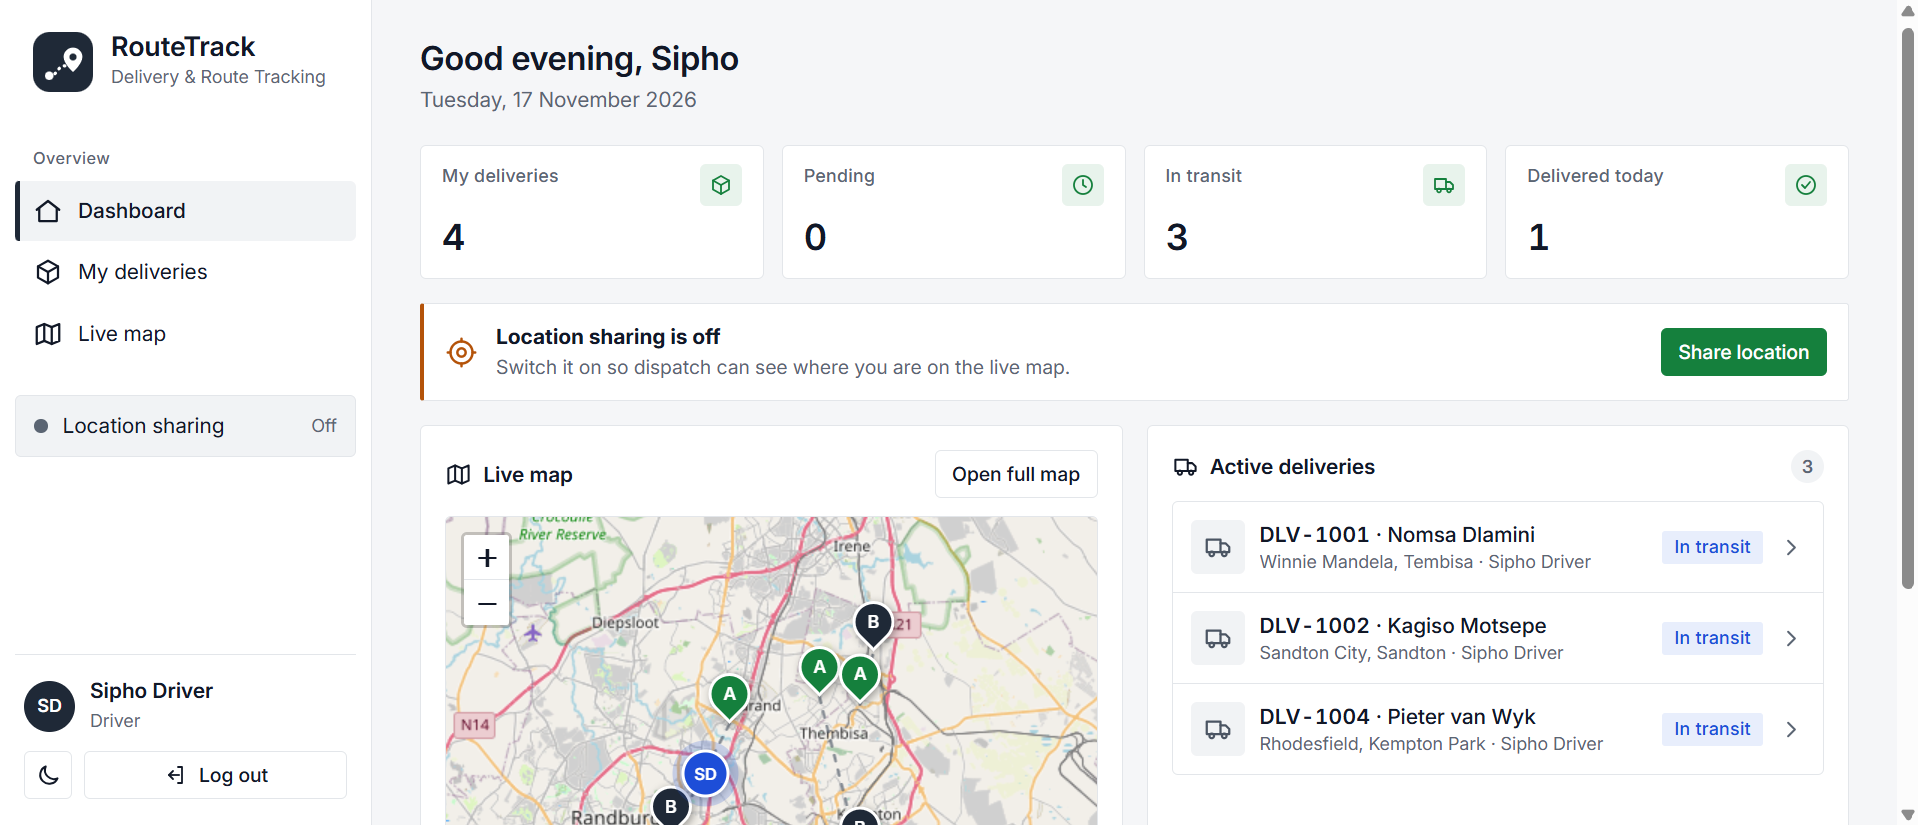 RouteTrack
Delivery & Route Tracking
Overview
Dashboard
My deliveries
Live map
Location sharing Off
SD
Sipho Driver
Driver
Log out
Good evening, Sipho
Tuesday, 17 November 2026
My deliveries
4
Pending
0
In transit
3
Delivered today
1
Location sharing is off
Switch it on so dispatch can see where you are on the live map.
Share location
Live map
Open full map
+
−
Crocodile
River Reserve
Irene
Diepsloot
B
21
A
A
A
rand
N14
Thembisa
SD
B
Randbur
ton
B
Active deliveries
3
DLV-1001 · Nomsa Dlamini
Winnie Mandela, Tembisa · Sipho Driver
In transit
DLV-1002 · Kagiso Motsepe
Sandton City, Sandton · Sipho Driver
In transit
DLV-1004 · Pieter van Wyk
Rhodesfield, Kempton Park · Sipho Driver
In transit